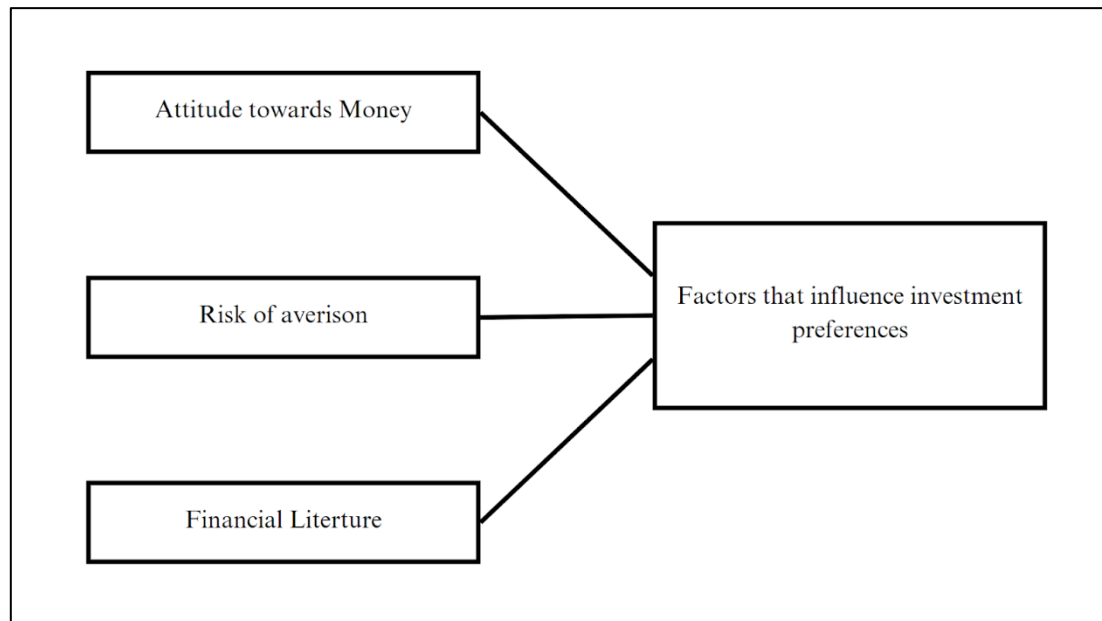 Attitude towards Money
Risk of averison
Factors that influence investment
preferences
Financial Literture